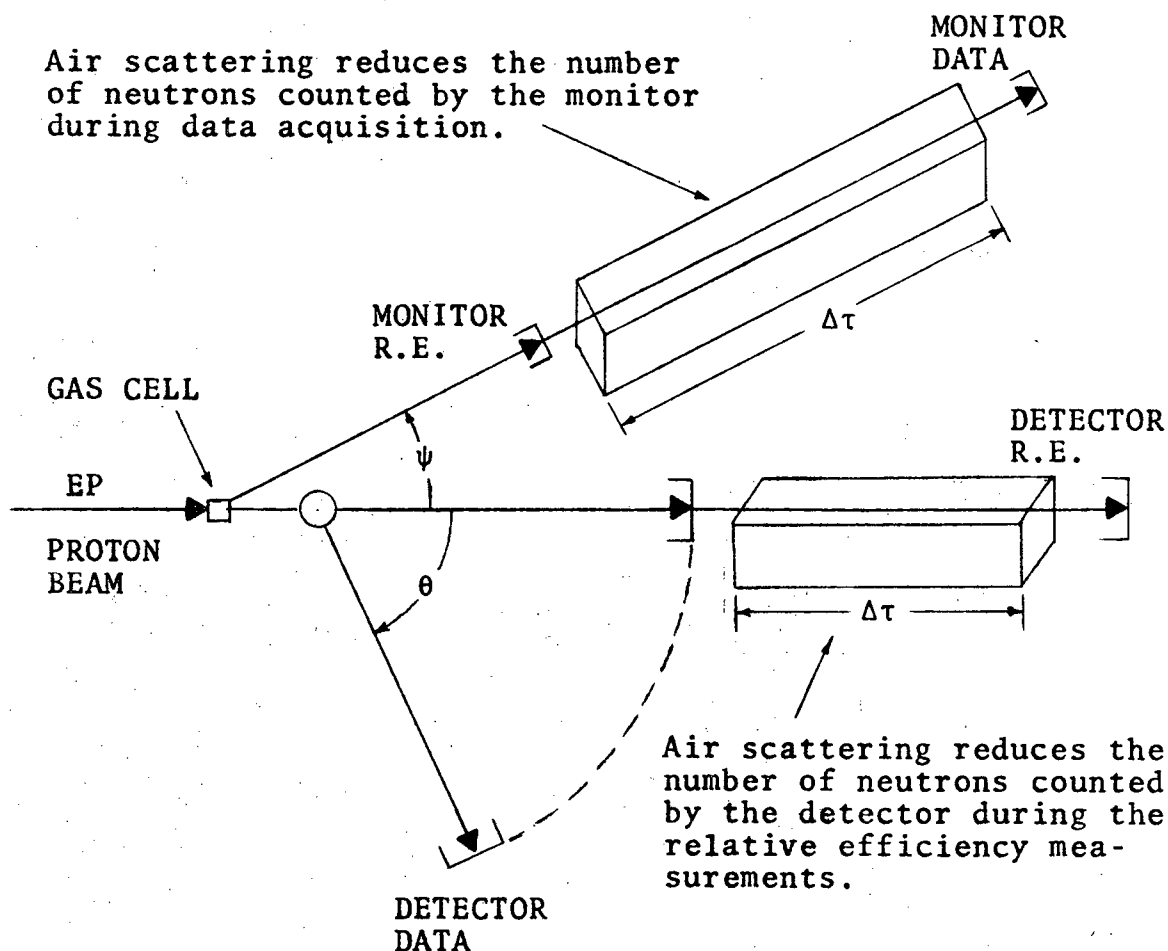 Air scattering reduces the number
of neutrons counted by the monitor
during data acquisition.
MONITOR
DATA
MONITOR
R.E.
Δτ
GAS CELL
ψ
EP
PROTON
BEAM
θ
DETECTOR
R.E.
Δτ
Air scattering reduces the
number of neutrons counted
by the detector during the
relative efficiency mea-
surements.
DETECTOR
DATA